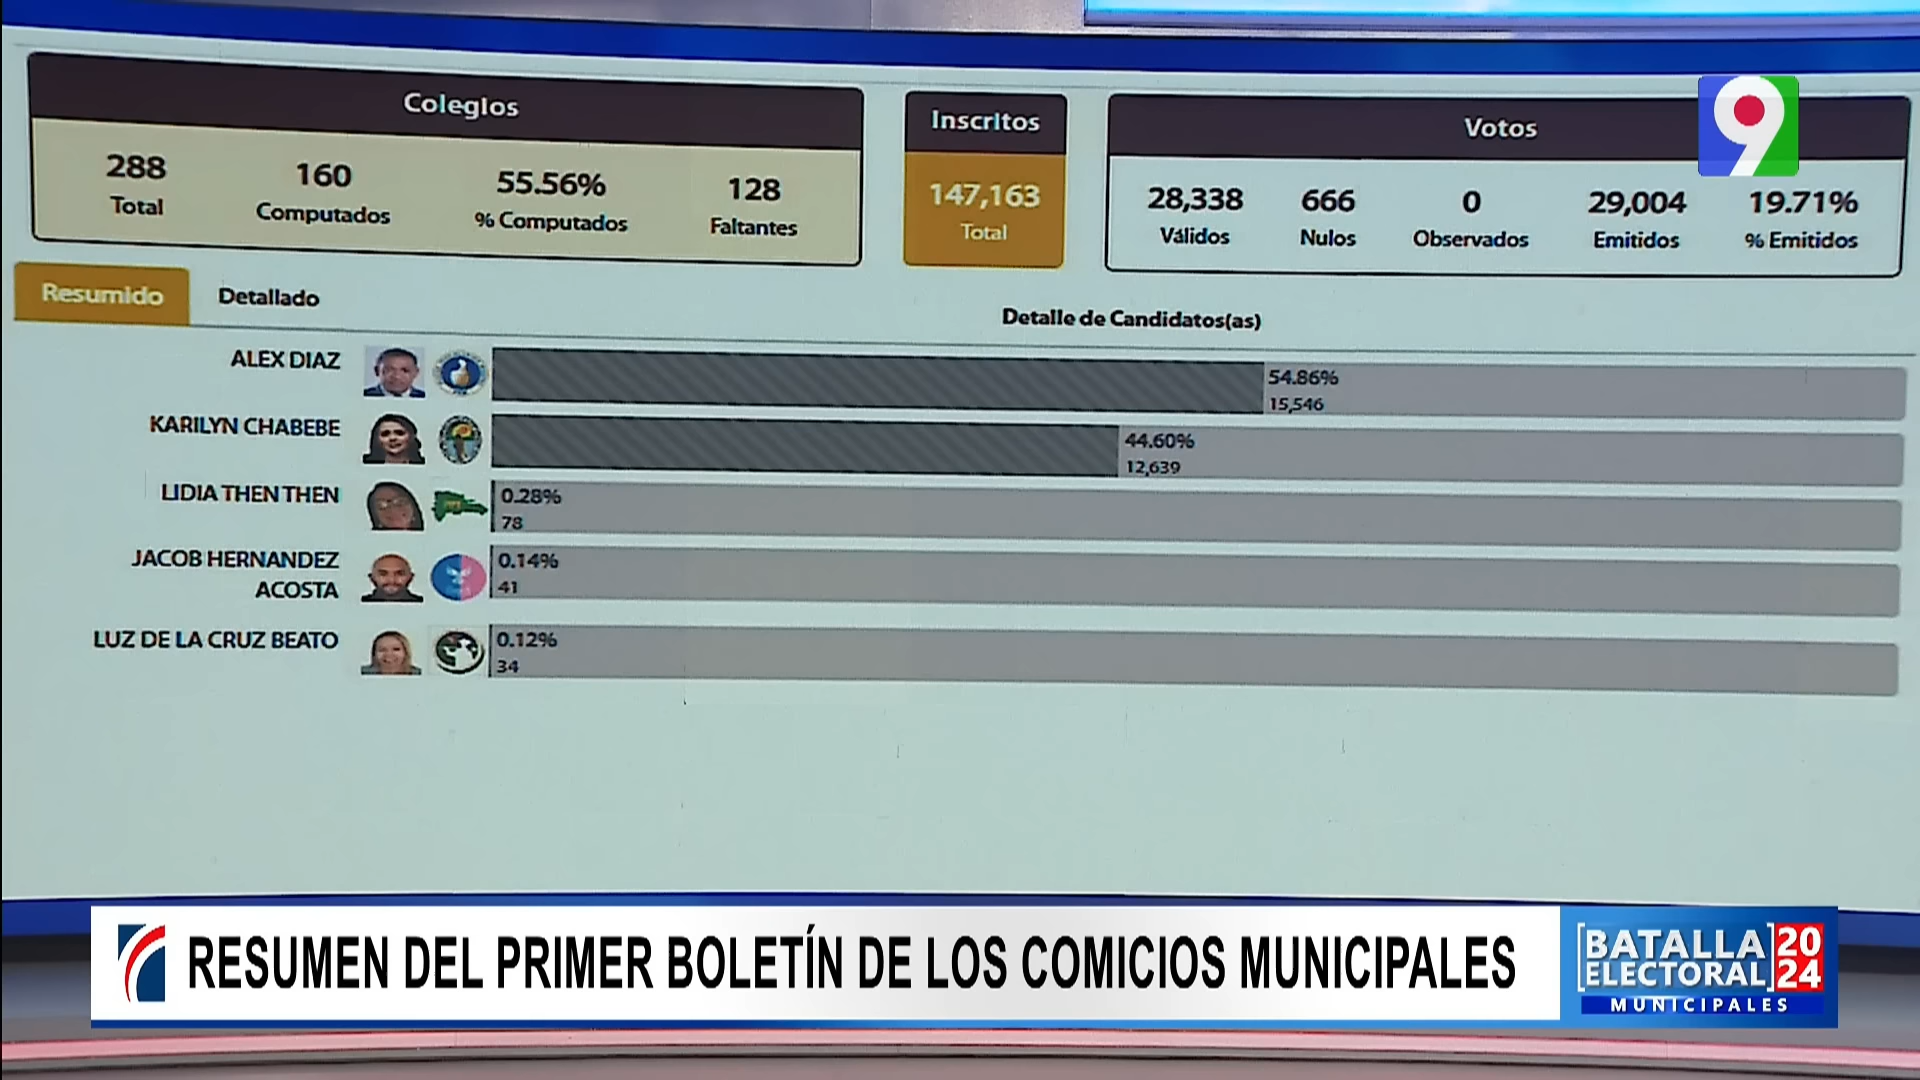 Colegios
288
Total
160
Computados
55.56%
% Computados
128
Faltantes
Inscritos
147,163
Total
Votos
28,338
Válidos
666
Nulos
0
Observados
29,004
Emitidos
19.71%
% Emitidos
9
Resumido
Detallado
Detalle de Candidatos(as)
ALEX DIAZ
54.86%
15,546
KARILYN CHABEBE
44.60%
12,639
LIDIA THEN THEN
0.28%
78
JACOB HERNANDEZ
ACOSTA
0.14%
41
LUZ DE LA CRUZ BEATO
0.12%
34
RESUMEN DEL PRIMER BOLETÍN DE LOS COMICIOS MUNICIPALES
[BATALLA 20
ELECTORAL] 24
MUNICIPALES